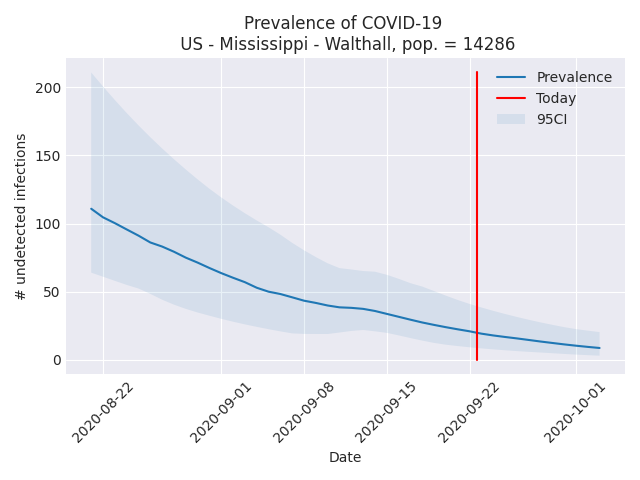 Prevalence of COVID-19
US - Mississippi - Walthall, pop. = 14286
Prevalence
Today
95CI
# undetected infections
200
150
100
50
0
2020-08-22
2020-09-01
2020-09-08
2020-09-15
2020-09-22
2020-10-01
Date